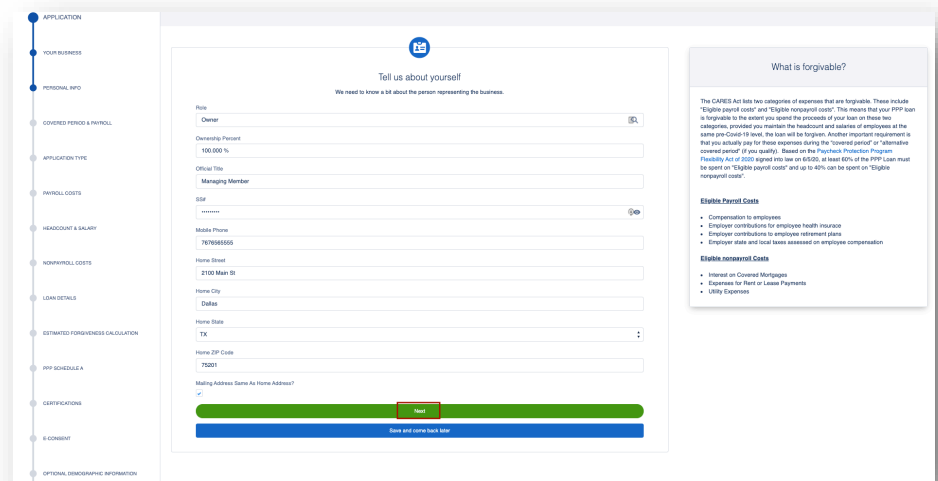 APPLICATION
YOUR BUSINESS
PERSONAL INFO
COVERED PERIOD & PAYROLL
APPLICATION TYPE
PAYROLL COSTS
HEADCOUNT & SALARY
NONPAYROLL COSTS
LOAN DETAILS
ESTIMATED FORGIVENESS CALCULATION
PPP SCHEDULE A
CERTIFICATIONS
E-CONSENT
OPTIONAL DEMOGRAPHIC INFORMATION
Tell us about yourself
We need to know a bit about the person representing the business.
Role
Owner
Ownership Percent
100.000 %
Official Title
Managing Member
SS#
•••••••••
Mobile Phone
7676565555
Home Street
2100 Main St
Home City
Dallas
Home State
TX
Home ZIP Code
75201
Mailing Address Same As Home Address?
Next
Save and come back later
What is forgivable?
The CARES Act lists two categories of expenses that are forgivable. These include
"Eligible payroll costs" and "Eligible nonpayroll costs". This means that your PPP loan
is forgivable to the extent you spend the proceeds of your loan on these two
categories, provided you maintain the headcount and salaries of employees at the
same pre-Covid-19 level, the loan will be forgiven. Another important requirement is
that you actually pay for these expenses during the "covered period" or "alternative
covered period" (if you qualify). Based on the Paycheck Protection Program
Flexibility Act of 2020 signed into law on 6/5/20, at least 60% of the PPP Loan must
be spent on "Eligible payroll costs" and up to 40% can be spent on "Eligible
nonpayroll costs".
Eligible Payroll Costs
• Compensation to employees
• Employer contributions for employee health insurace
• Employer contributions to employee retirement plans
• Employer state and local taxes assessed on employee compensation
Eligible nonpayroll Costs
• Interest on Covered Mortgages
• Expenses for Rent or Lease Payments
• Utility Expenses